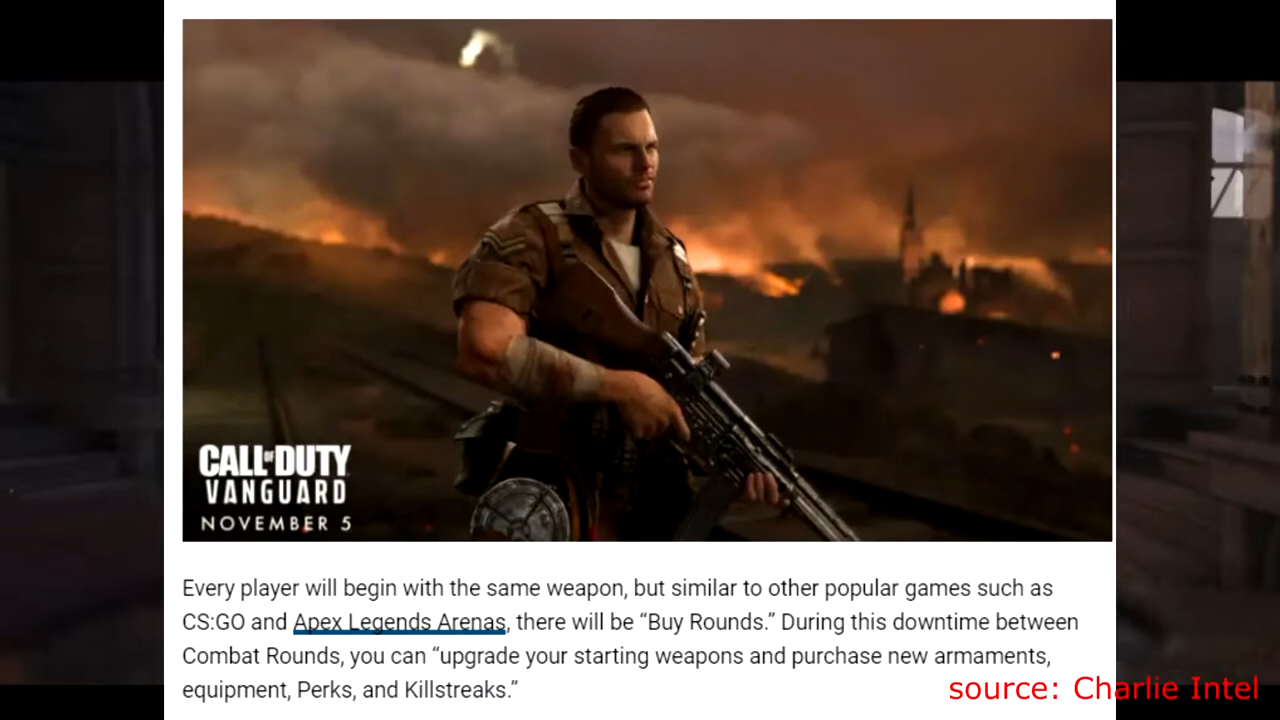 CALL OF DUTY
VANGUARD
NOVEMBER 5
Every player will begin with the same weapon, but similar to other popular games such as
CS:GO and Apex Legends Arenas, there will be “Buy Rounds.” During this downtime between
Combat Rounds, you can “upgrade your starting weapons and purchase new armaments,
equipment, Perks, and Killstreaks.”
source: Charlie Intel